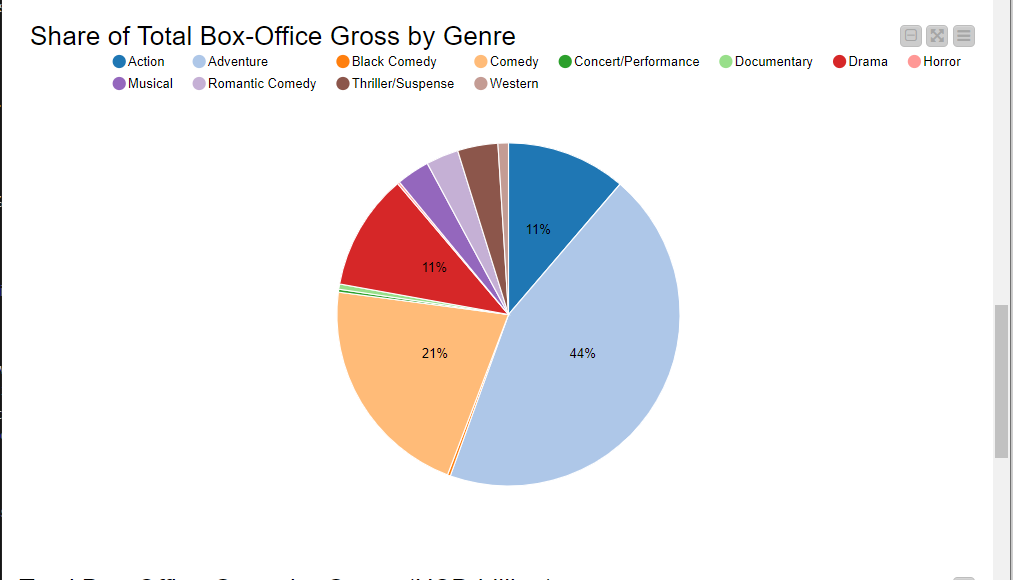 Share of Total Box-Office Gross by Genre
Action Adventure Black Comedy Comedy Concert/Performance Documentary Drama Horror
Musical Romantic Comedy Thriller/Suspense Western
11%
11%
21%
44%